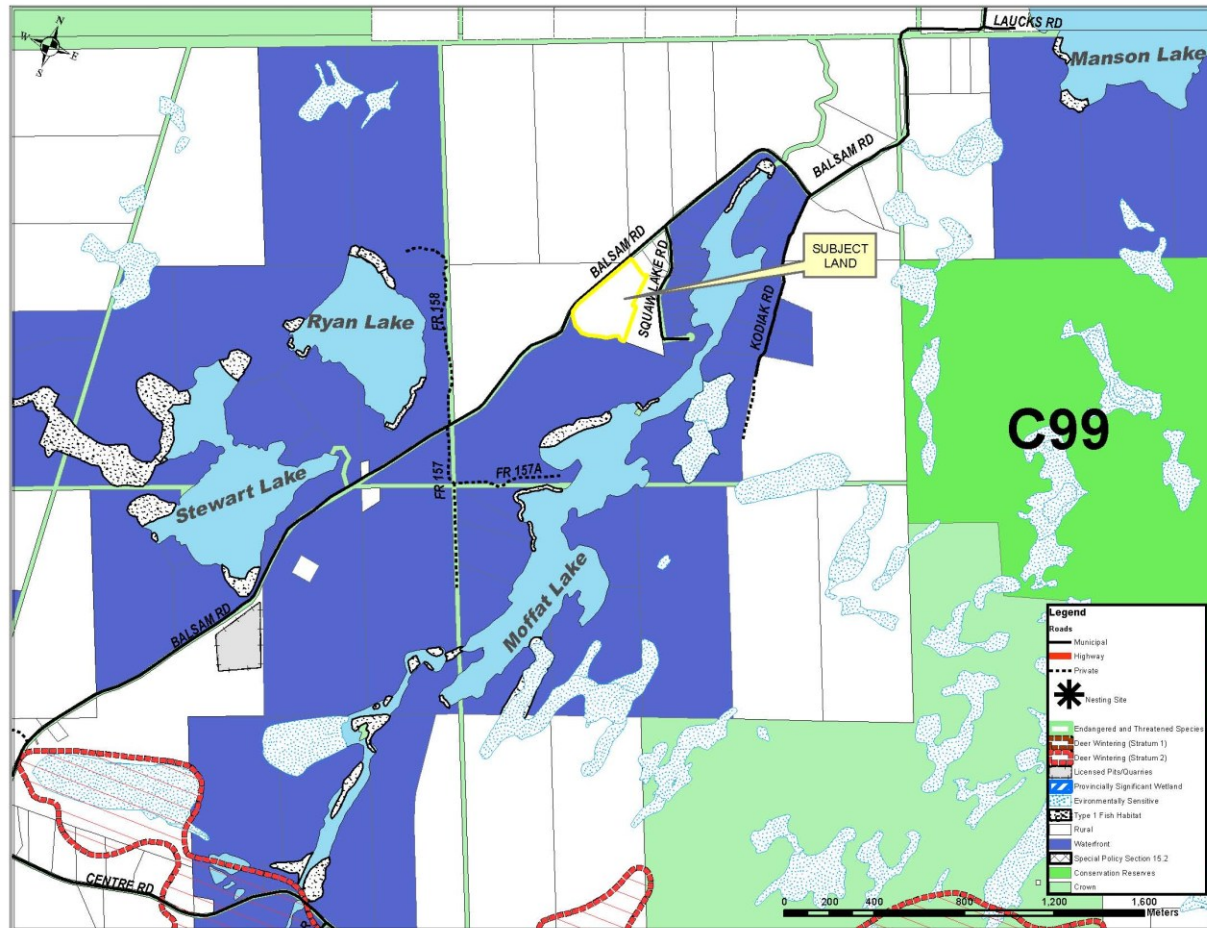 N
W
E
S
LAUCKS RD
Manson Lake
BALSAM RD
SUBJECT
LAND
BALSAM RD
SQUAW LAKE RD
KODIAK RD
FR 158
Ryan Lake
C99
FR 157A
FR 157
Stewart Lake
Moffat Lake
BALSAM RD
CENTRE RD
Legend
Roads
Municipal
Highway
Private
Nesting Site
Endangered and Threatened Species
Deer Wintering (Stratum 1)
Deer Wintering (Stratum 2)
Licensed Pits/Quarries
Provincially Significant Wetland
Evironmentally Sensitive
Type 1 Fish Habitat
Rural
Waterfront
Special Policy Section 15.2
Conservation Reserves
Crown
0 200 400 800 1,200 1,600
Meters